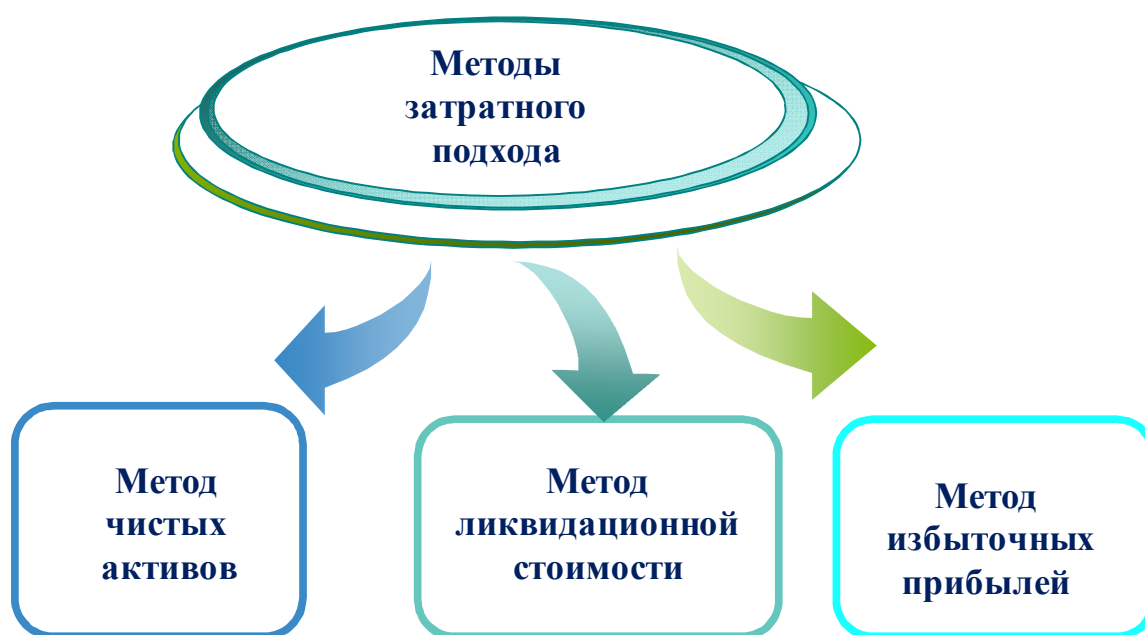 Методы
затратного
подхода
Метод
чистых
активов
Метод
ликвидационной
стоимости
Метод
избыточных
прибылей